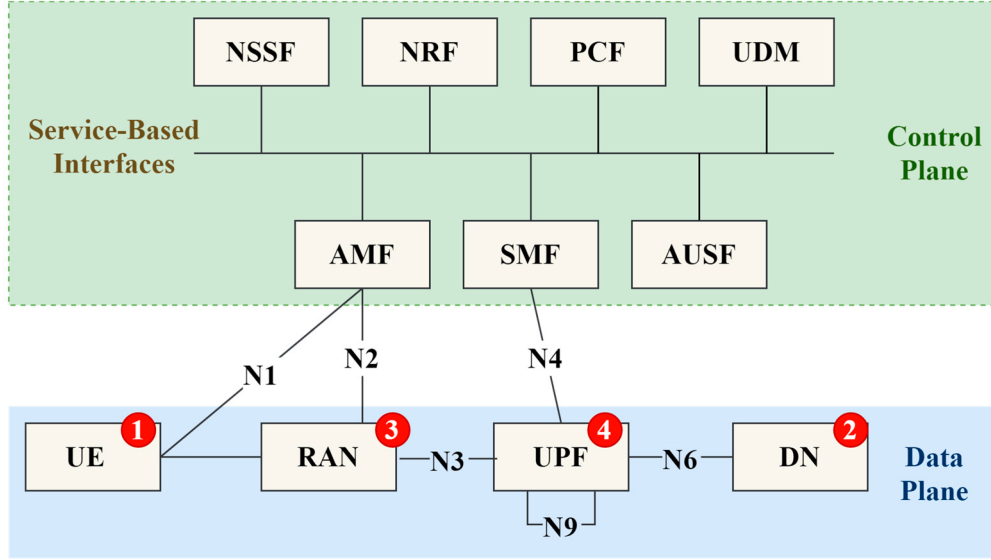 NSSF
NRF
PCF
UDM
Service-Based
Interfaces
Control
Plane
AMF
SMF
AUSF
N1
N2
N4
1
3
4
2
UE
RAN
N3
UPF
N6
DN
Data
Plane
N9